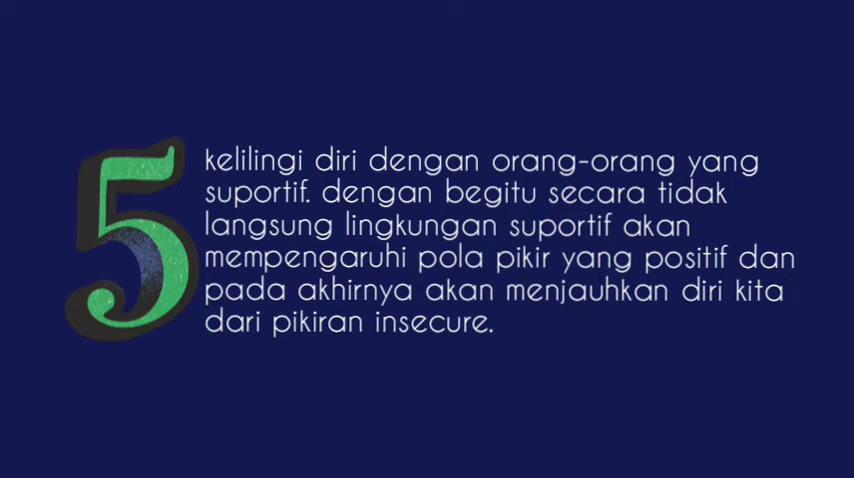 5
kelilingi diri dengan orang-orang yang
suportif. dengan begitu secara tidak
langsung lingkungan suportif akan
mempengaruhi pola pikir yang positif dan
pada akhirnya akan menjauhkan diri kita
dari pikiran insecure.